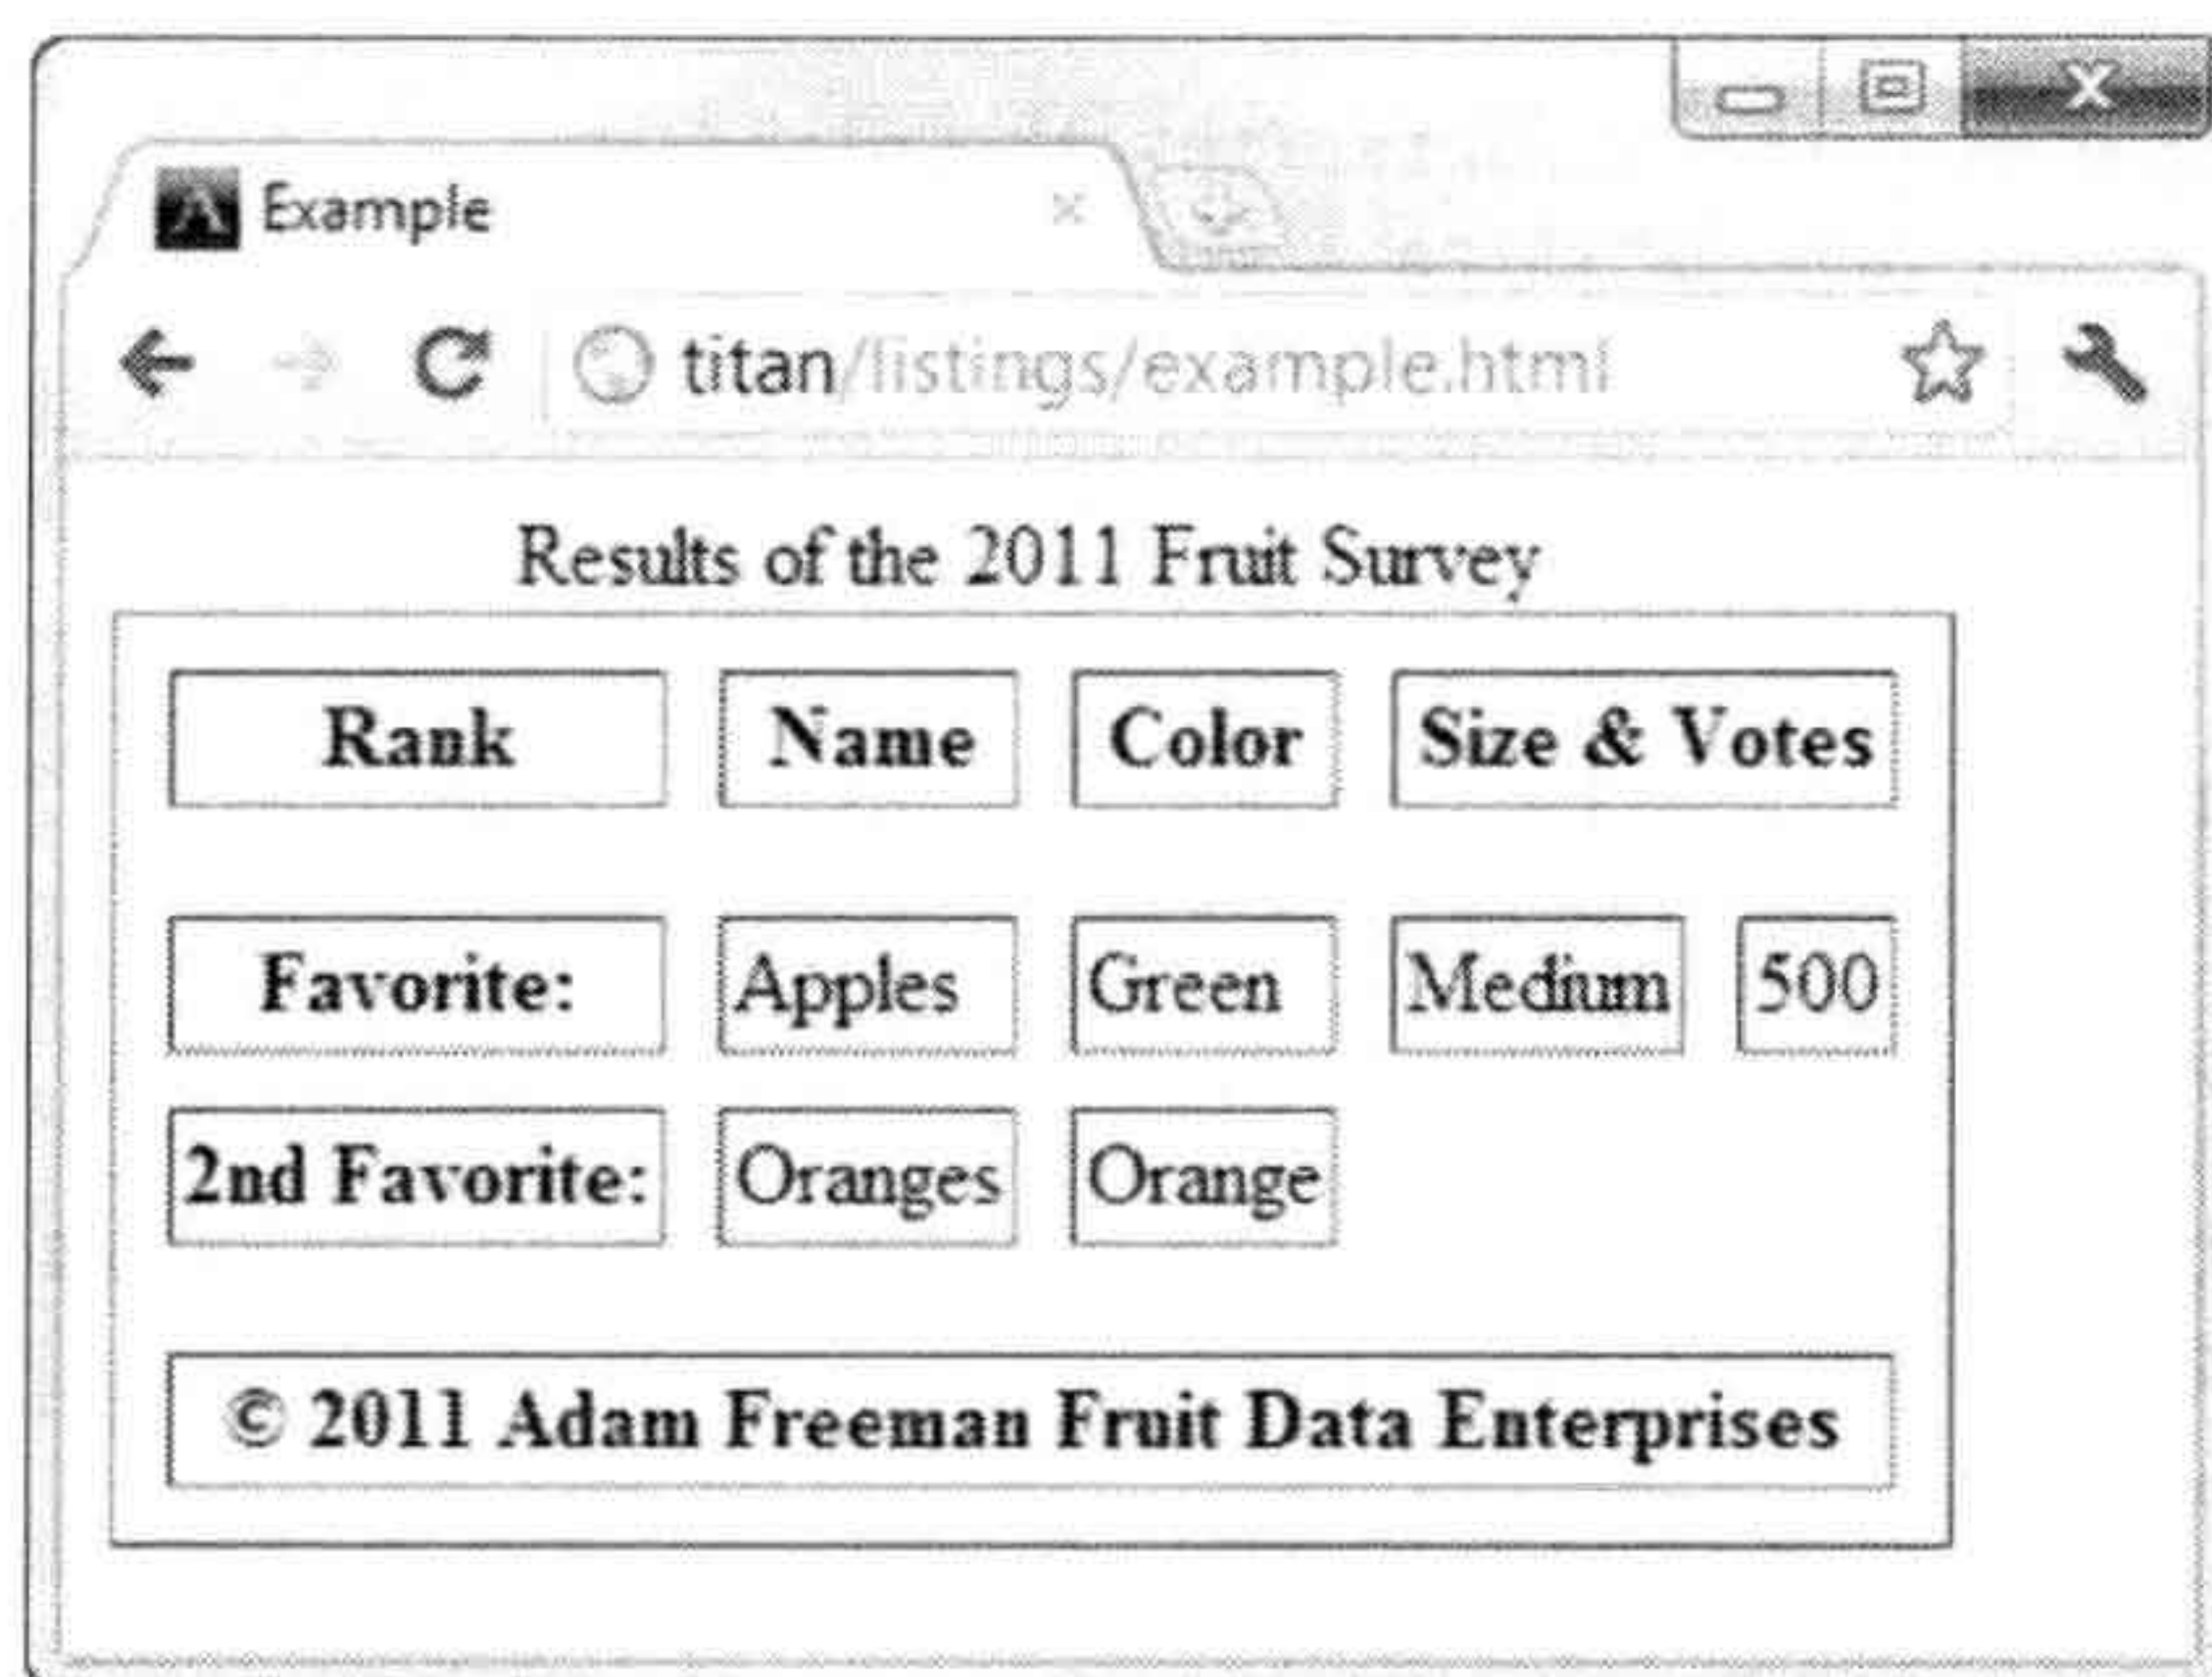 Example
titan/listings/example.html
Results of the 2011 Fruit Survey
Rank Name Color Size & Votes
Favorite: Apples Green Medium 500
2nd Favorite: Oranges Orange
© 2011 Adam Freeman Fruit Data Enterprises